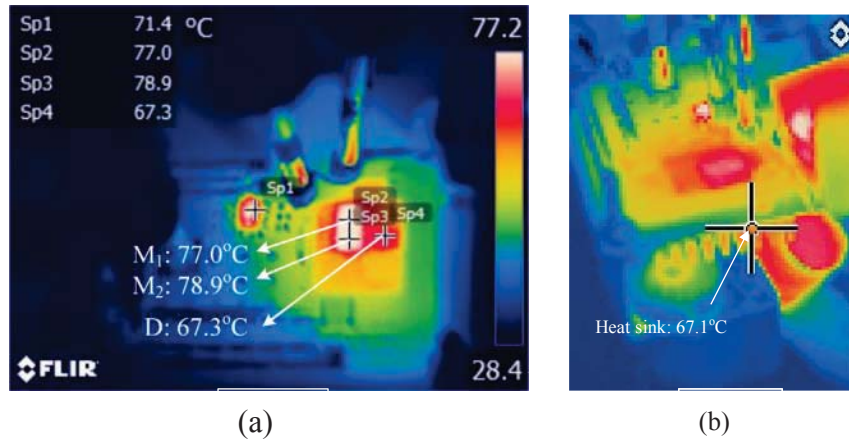 Sp1 71.4 °C
Sp2 77.0
Sp3 78.9
Sp4 67.3
77.2
Sp1
Sp2
Sp3 Sp4
M1: 77.0°C
M2: 78.9°C
D: 67.3°C
FLIR
28.4
(a)
Heat sink: 67.1°C
(b)